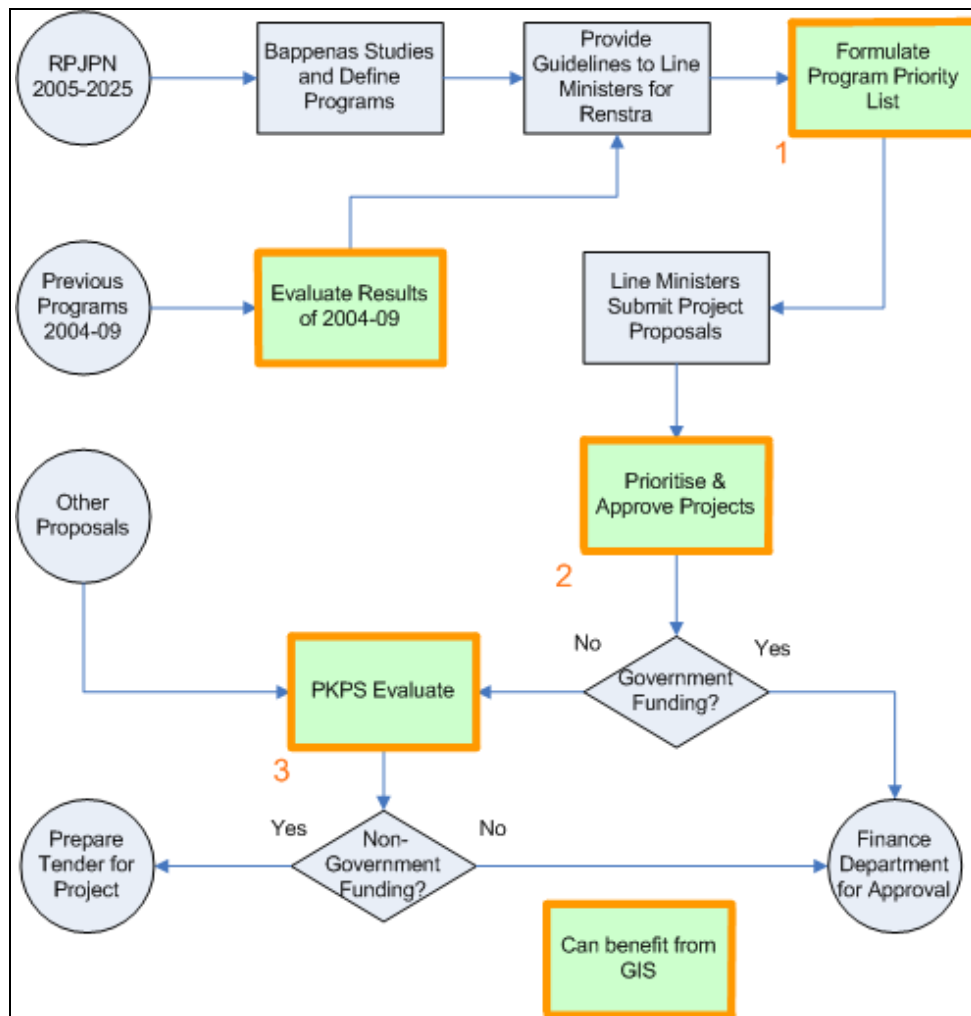 RPJPN
2005-2025
Bappenas Studies
and Define
Programs
Provide
Guidelines to Line
Ministers for
Renstra
Formulate
Program Priority
List
1
Previous
Programs
2004-09
Evaluate Results
of 2004-09
Line Ministers
Submit Project
Proposals
Other
Proposals
Prioritise &
Approve Projects
2
No
Yes
Government
Funding?
PKPS Evaluate
3
Yes
No
Non-
Government
Funding?
Prepare
Tender for
Project
Finance
Department
for Approval
Can benefit from
GIS